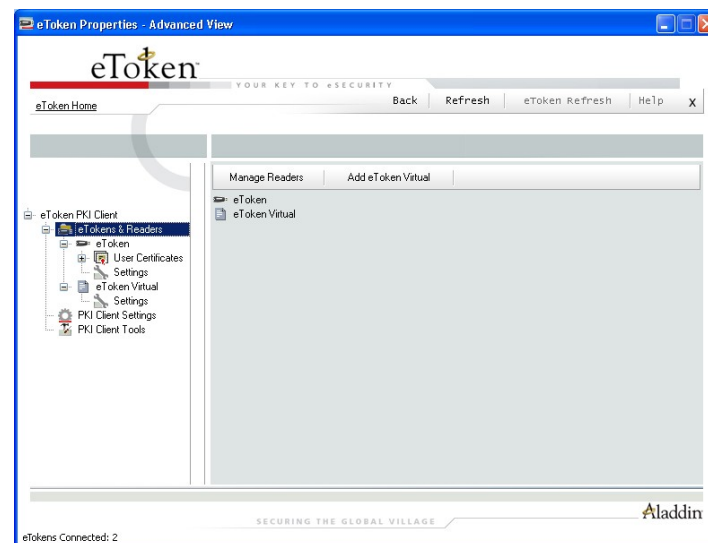 eToken Properties - Advanced View
eToken
YOUR KEY TO eSECURITY
eToken Home
Back
Refresh
eToken Refresh
Help
X
Manage Readers
Add eToken Virtual
eToken
eToken Virtual
eToken PKI Client
eTokens & Readers
eToken
User Certificates
Settings
eToken Virtual
Settings
PKI Client Settings
PKI Client Tools
SECURING THE GLOBAL VILLAGE
Aladdin
eTokens Connected: 2